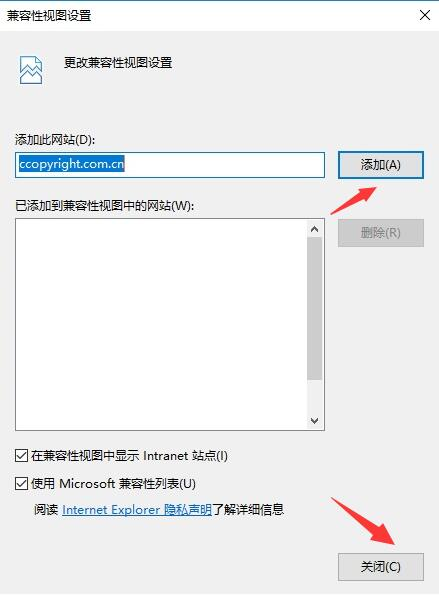 兼容性视图设置
更改兼容性视图设置
添加此网站(D):
ccopyright.com.cn
添加(A)
已添加到兼容性视图中的网站(W):
删除(R)
在兼容性视图中显示 Intranet 站点(I)
使用 Microsoft 兼容性列表(U)
阅读 Internet Explorer 隐私声明了解详细信息
关闭(C)